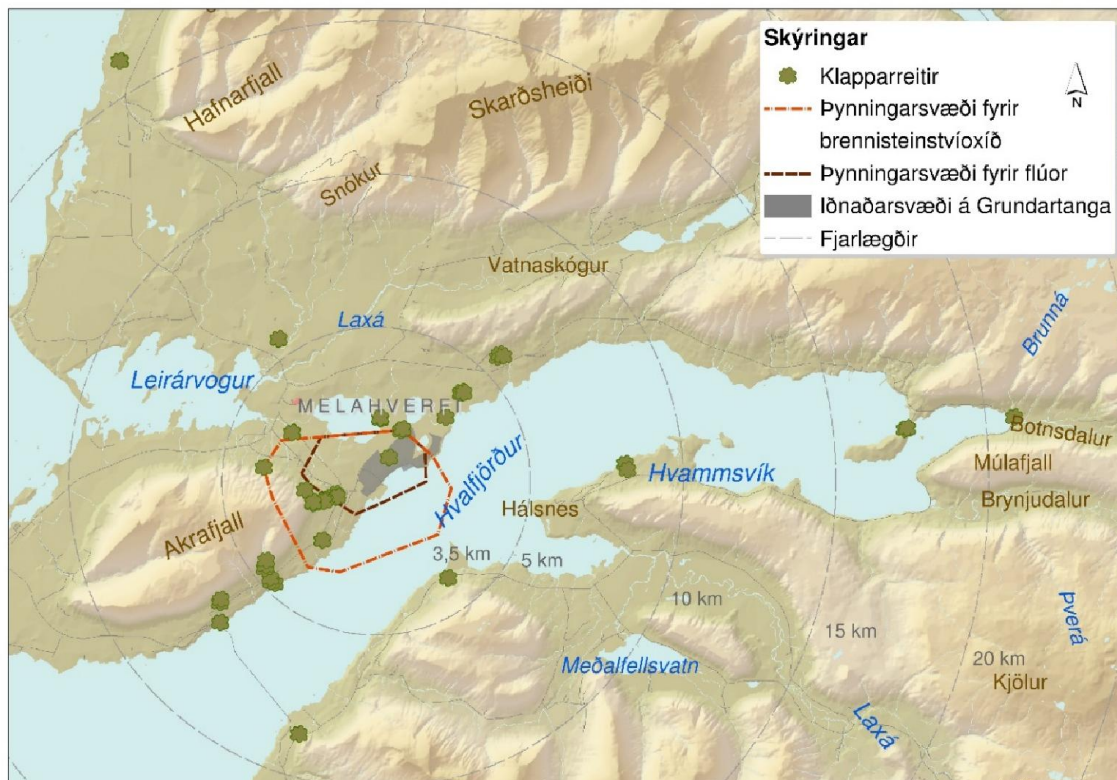 Skýringar
Klapparreitir
Þynningarsvæði fyrir
brennisteinstvíoxíð
Þynningarsvæði fyrir flúor
Iðnaðarsvæði á Grundartanga
Fjarlægðir
N
Hafnarfjall
Skarðsheiði
Snókur
Vatnaskógur
Laxá
Brunná
Leirárvogur
MELAHVERFI
Botnsdalur
Múlafjall
Hvalfjörður
Hvammsvík
Brynjudalur
Hálsnes
Akrafjall
3,5 km
5 km
10 km
15 km
20 km
Þverá
Meðalfellsvatn
Kjölur
Laxá